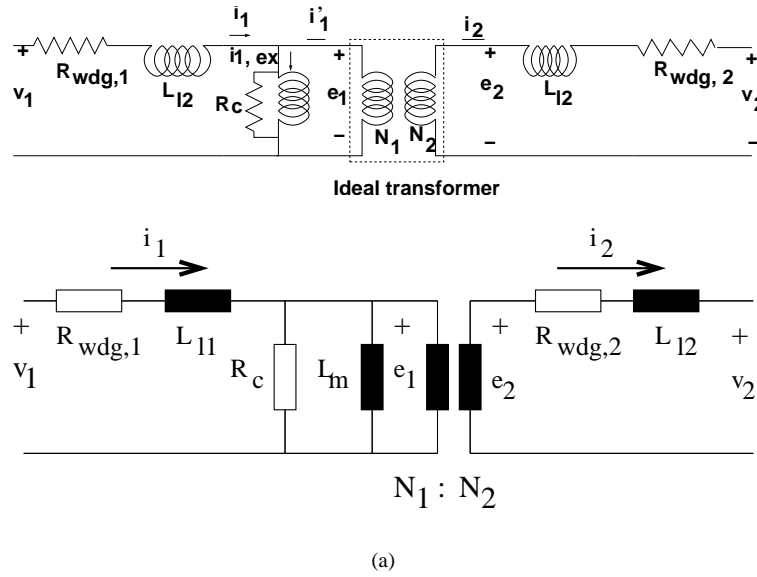 i1 i'1 i2
+ Rwdg,1 Ll2 i1, ex + + Ll2 Rwdg, 2 +
v1 Rc e1 e2 v2
− N1 N2 − −
Ideal transformer
i1 i2
+ Rwdg,1 Ll1 + + Rwdg,2 Ll2 +
v1 Rc Lm e1 e2 v2
N1 : N2
(a)